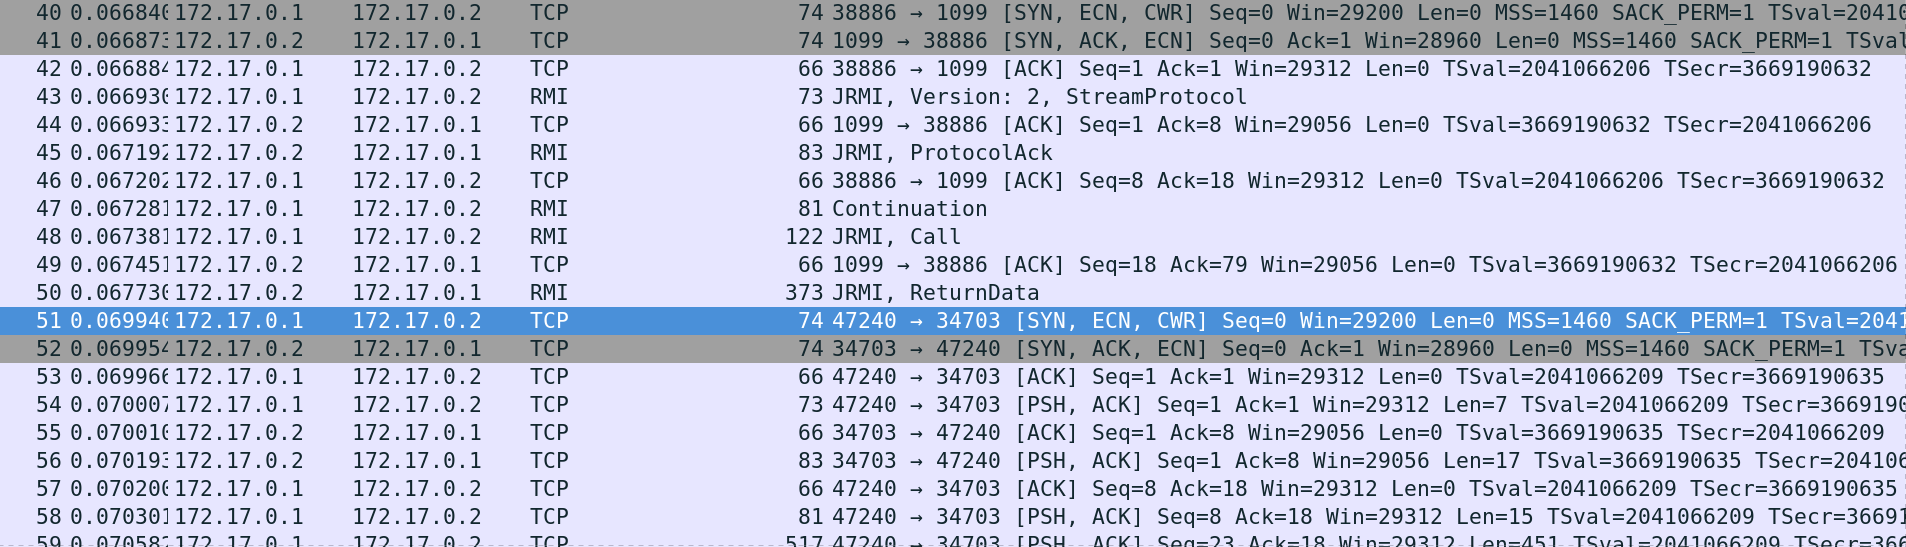 40 0.066840 172.17.0.1 172.17.0.2 TCP 74 38886 → 1099 [SYN, ECN, CWR] Seq=0 Win=29200 Len=0 MSS=1460 SACK_PERM=1 TSval=20410
41 0.066873 172.17.0.2 172.17.0.1 TCP 74 1099 → 38886 [SYN, ACK, ECN] Seq=0 Ack=1 Win=28960 Len=0 MSS=1460 SACK_PERM=1 TSval
42 0.066884 172.17.0.1 172.17.0.2 TCP 66 38886 → 1099 [ACK] Seq=1 Ack=1 Win=29312 Len=0 TSval=2041066206 TSecr=3669190632
43 0.066930 172.17.0.1 172.17.0.2 RMI 73 JRMI, Version: 2, StreamProtocol
44 0.066933 172.17.0.2 172.17.0.1 TCP 66 1099 → 38886 [ACK] Seq=1 Ack=8 Win=29056 Len=0 TSval=3669190632 TSecr=2041066206
45 0.067192 172.17.0.2 172.17.0.1 RMI 83 JRMI, ProtocolAck
46 0.067202 172.17.0.1 172.17.0.2 TCP 66 38886 → 1099 [ACK] Seq=8 Ack=18 Win=29312 Len=0 TSval=2041066206 TSecr=3669190632
47 0.067281 172.17.0.1 172.17.0.2 RMI 81 Continuation
48 0.067381 172.17.0.1 172.17.0.2 RMI 122 JRMI, Call
49 0.067451 172.17.0.2 172.17.0.1 TCP 66 1099 → 38886 [ACK] Seq=18 Ack=79 Win=29056 Len=0 TSval=3669190632 TSecr=2041066206
50 0.067730 172.17.0.2 172.17.0.1 RMI 373 JRMI, ReturnData
51 0.069940 172.17.0.1 172.17.0.2 TCP 74 47240 → 34703 [SYN, ECN, CWR] Seq=0 Win=29200 Len=0 MSS=1460 SACK_PERM=1 TSval=2041
52 0.069954 172.17.0.2 172.17.0.1 TCP 74 34703 → 47240 [SYN, ACK, ECN] Seq=0 Ack=1 Win=28960 Len=0 MSS=1460 SACK_PERM=1 TSva
53 0.069966 172.17.0.1 172.17.0.2 TCP 66 47240 → 34703 [ACK] Seq=1 Ack=1 Win=29312 Len=0 TSval=2041066209 TSecr=3669190635
54 0.070007 172.17.0.1 172.17.0.2 TCP 73 47240 → 34703 [PSH, ACK] Seq=1 Ack=1 Win=29312 Len=7 TSval=2041066209 TSecr=3669190
55 0.070010 172.17.0.2 172.17.0.1 TCP 66 34703 → 47240 [ACK] Seq=1 Ack=8 Win=29056 Len=0 TSval=3669190635 TSecr=2041066209
56 0.070193 172.17.0.2 172.17.0.1 TCP 83 34703 → 47240 [PSH, ACK] Seq=1 Ack=8 Win=29056 Len=17 TSval=3669190635 TSecr=204106
57 0.070200 172.17.0.1 172.17.0.2 TCP 66 47240 → 34703 [ACK] Seq=8 Ack=18 Win=29312 Len=0 TSval=2041066209 TSecr=3669190635
58 0.070301 172.17.0.1 172.17.0.2 TCP 81 47240 → 34703 [PSH, ACK] Seq=8 Ack=18 Win=29312 Len=15 TSval=2041066209 TSecr=36691
59 0.070582 172.17.0.1 172.17.0.2 TCP 517 47240 → 34703 [PSH, ACK] Seq=23 Ack=18 Win=29312 Len=451 TSval=2041066209 TSecr=366